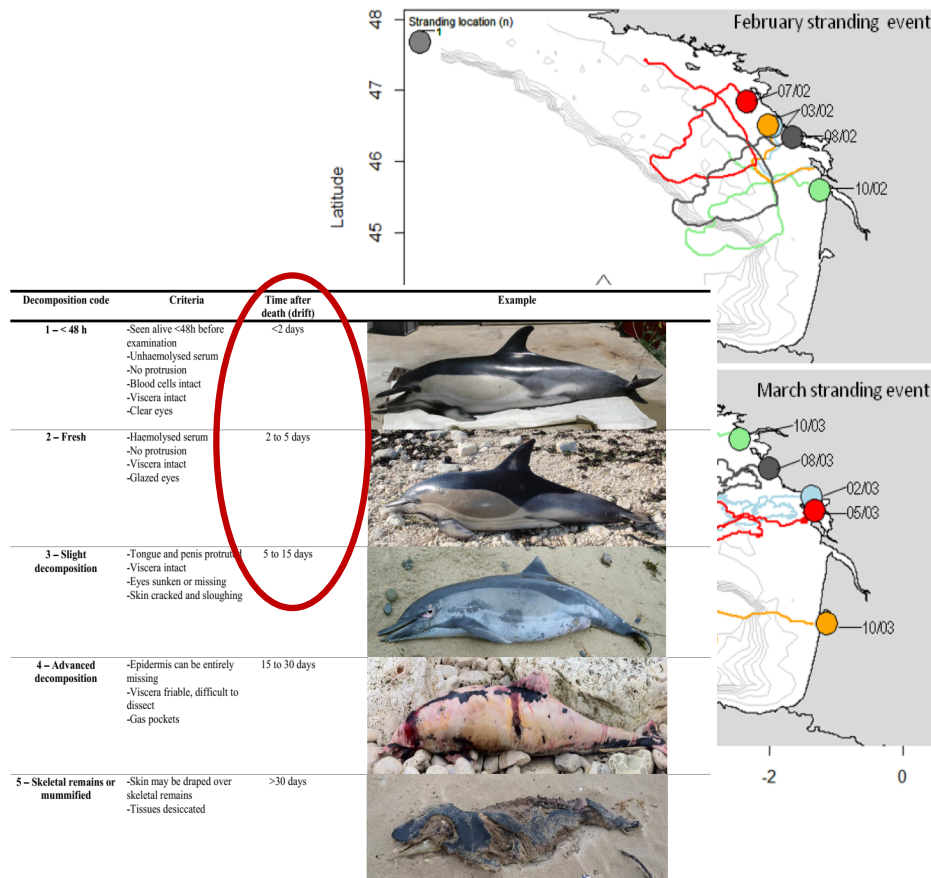 48
Stranding location (n)
1
February stranding event
47
07/02
03/02
08/02
46
Latitude
10/02
45
Decomposition code
Criteria
Time after
death (drift)
Example
1 – < 48 h
-Seen alive <48h before
examination
-Unhaemolysed serum
-No protrusion
-Blood cells intact
-Viscera intact
-Clear eyes
<2 days
2 – Fresh
-Haemolysed serum
-No protrusion
-Viscera intact
-Glazed eyes
2 to 5 days
3 – Slight
decomposition
-Tongue and penis protruted
-Viscera intact
-Eyes sunken or missing
-Skin cracked and sloughing
5 to 15 days
4 – Advanced
decomposition
-Epidermis can be entirely
missing
-Viscera friable, difficult to
dissect
-Gas pockets
15 to 30 days
5 – Skeletal remains or
mummified
-Skin may be draped over
skeletal remains
-Tissues desiccated
>30 days
March stranding event
10/03
08/03
02/03
05/03
10/03
-2
0